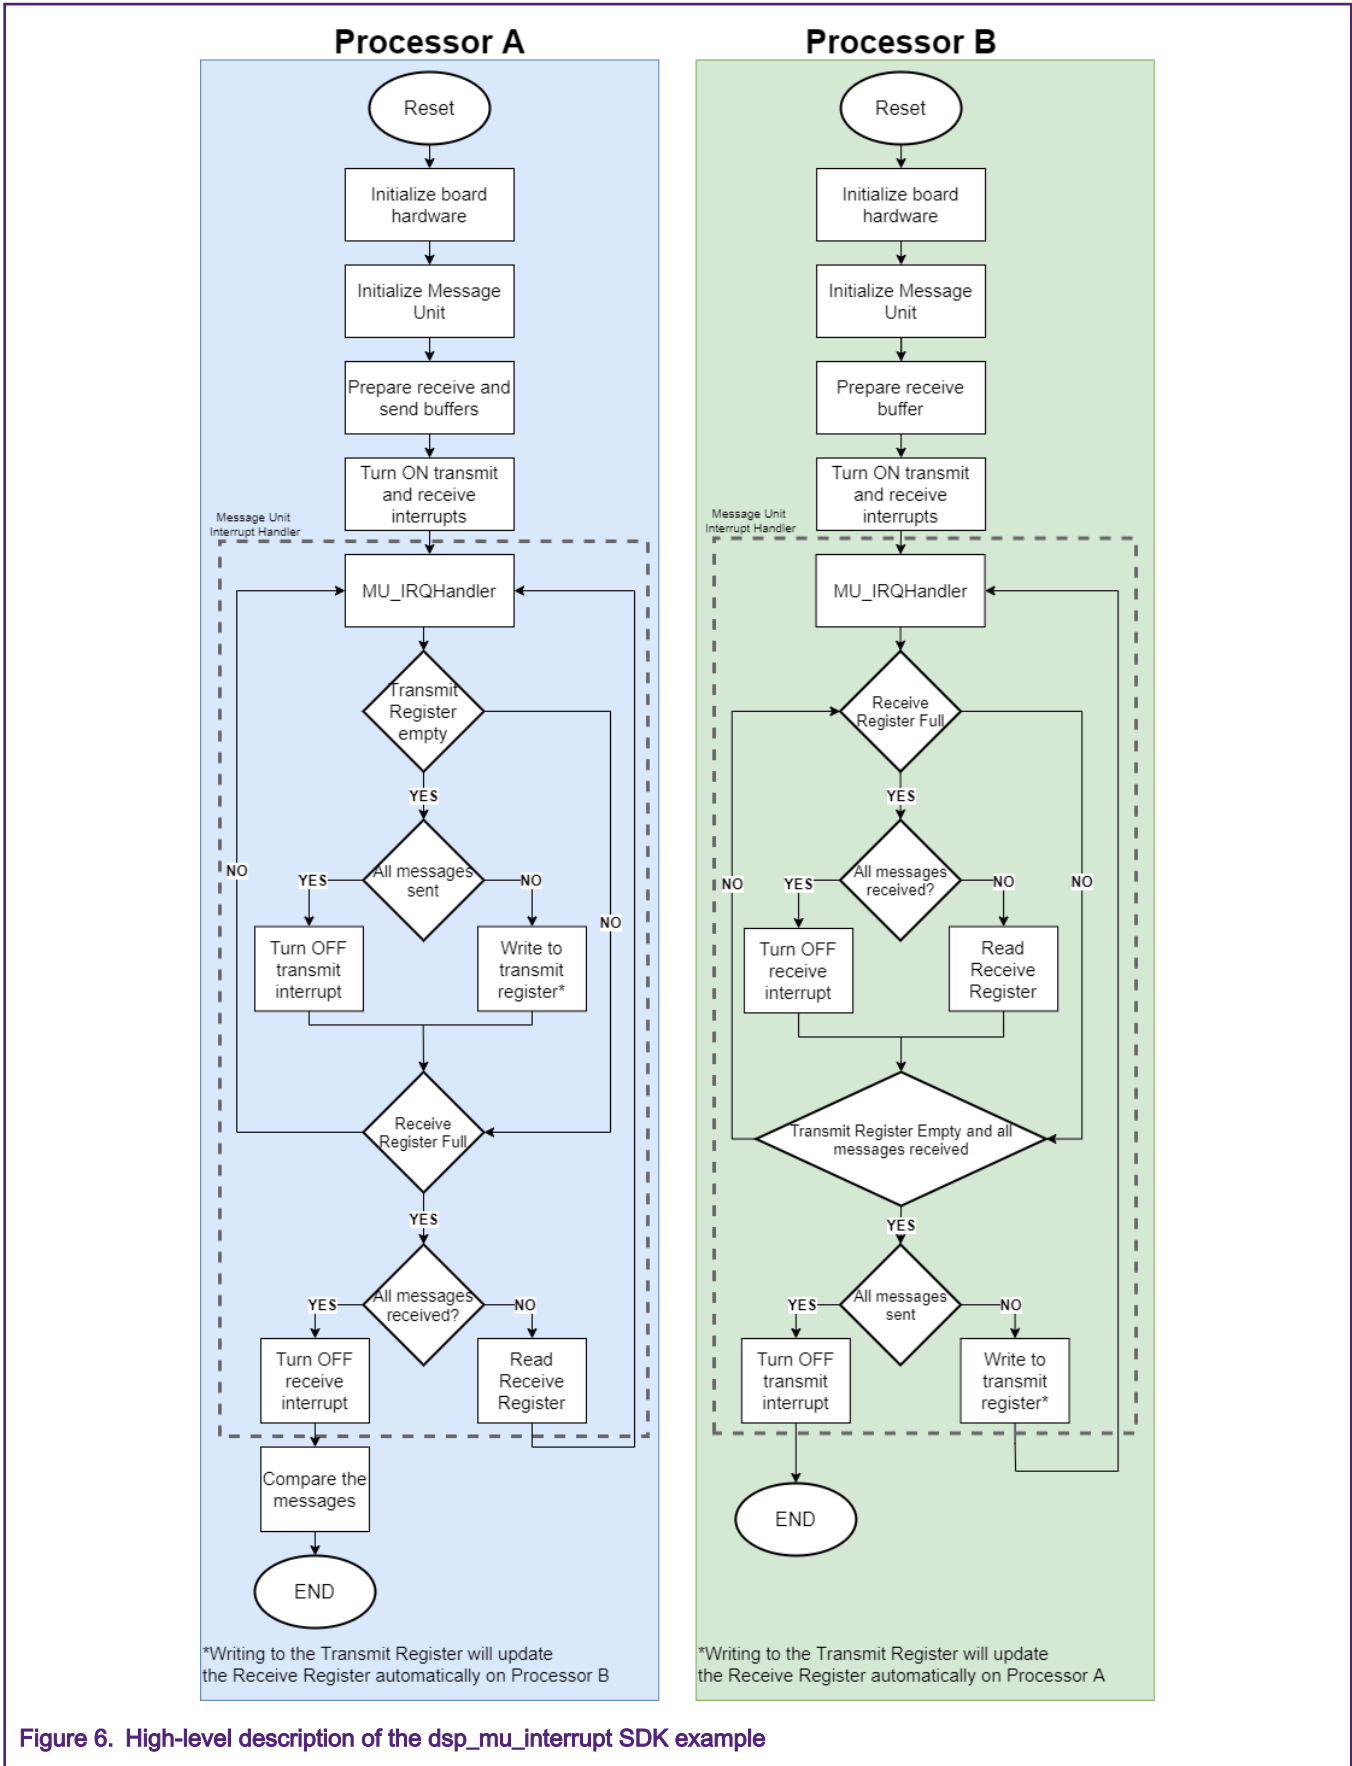 Processor A
Reset
Initialize board
hardware
Initialize Message
Unit
Prepare receive and
send buffers
Turn ON transmit
and receive
interrupts
Message Unit
Interrupt Handler
MU_IRQHandler
Transmit
Register
empty
YES
All messages
sent
YES
NO
NO
NO
Turn OFF
transmit
interrupt
Write to
transmit
register*
Receive
Register Full
YES
All messages
received?
YES
NO
Turn OFF
receive
interrupt
Read
Receive
Register
Compare the
messages
END
*Writing to the Transmit Register will update
the Receive Register automatically on Processor B
Processor B
Reset
Initialize board
hardware
Initialize Message
Unit
Prepare receive
buffer
Turn ON transmit
and receive
interrupts
Message Unit
Interrupt Handler
MU_IRQHandler
Receive
Register Full
YES
All messages
received?
NO
YES
NO
NO
Turn OFF
receive
interrupt
Read
Receive
Register
Transmit Register Empty and all
messages received
YES
All messages
sent
YES
NO
Turn OFF
transmit
interrupt
Write to
transmit
register*
END
*Writing to the Transmit Register will update
the Receive Register automatically on Processor A
Figure 6. High-level description of the dsp_mu_interrupt SDK example